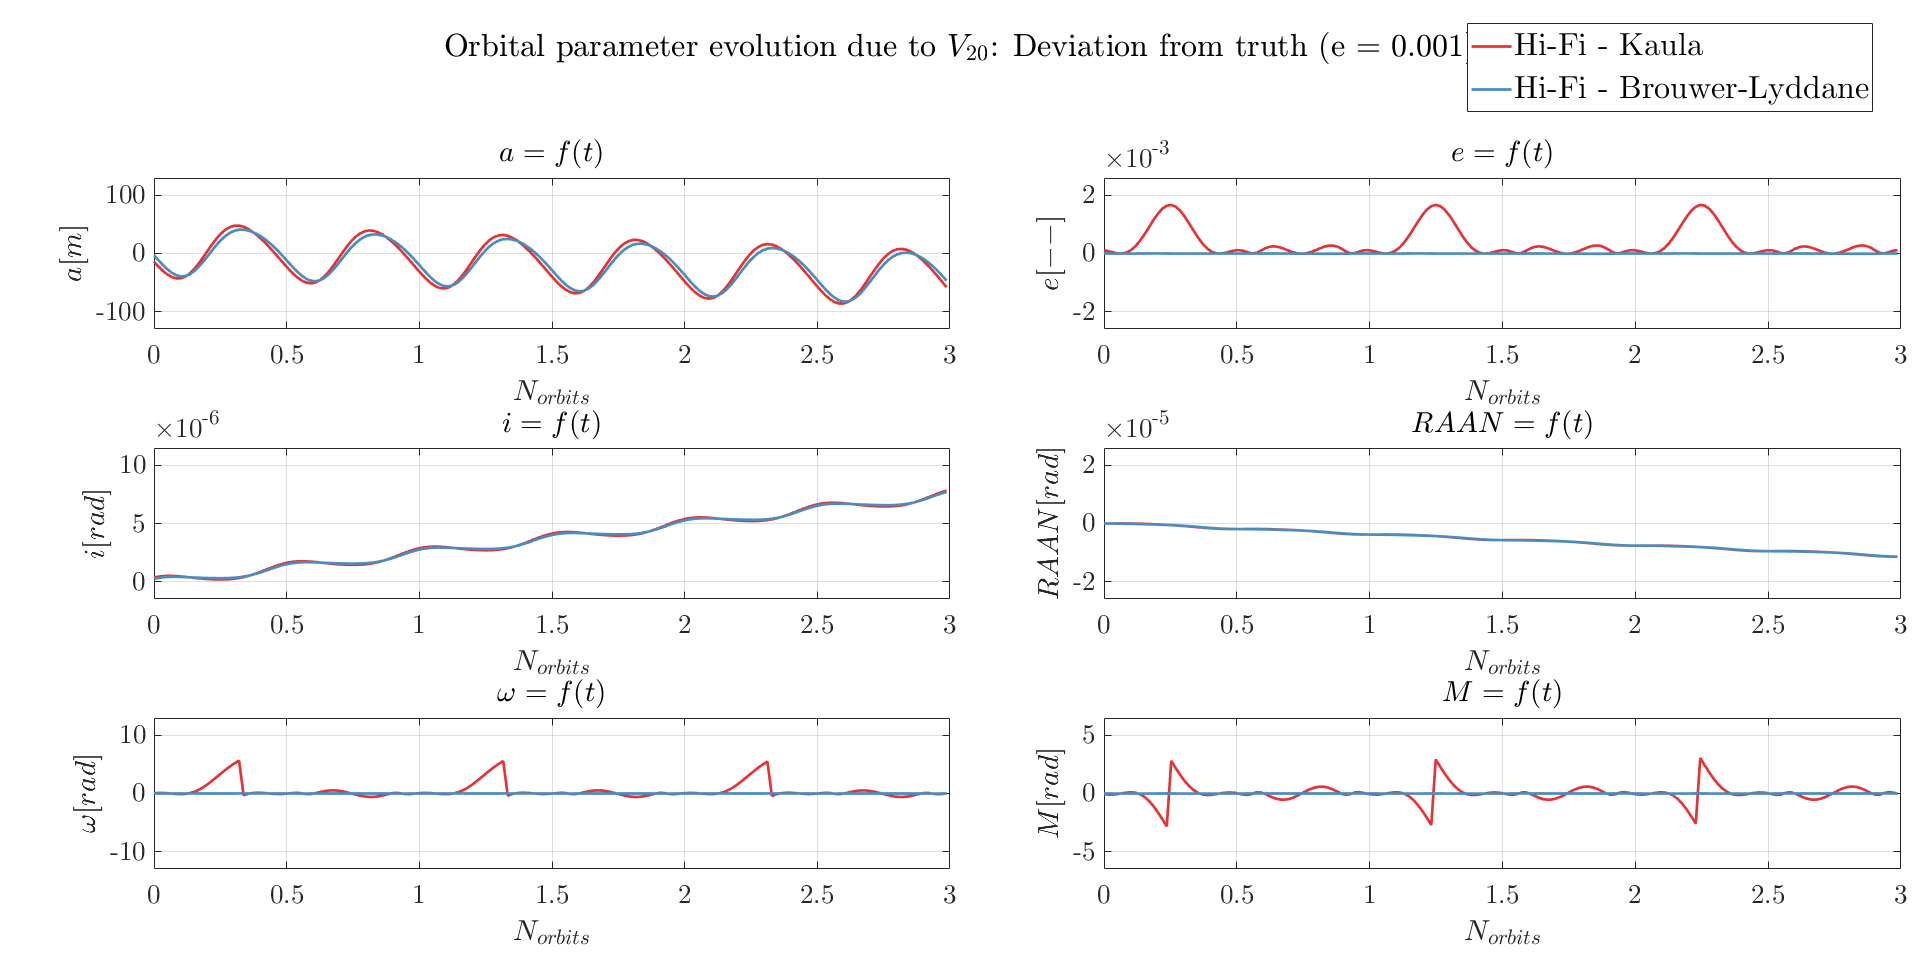 Orbital parameter evolution due to V20: Deviation from truth (e = 0.001)
Hi-Fi - Kaula
Hi-Fi - Brouwer-Lyddane
a = f(t)
100
0
-100
a[m]
0 0.5 1 1.5 2 2.5 3
Norbits
e = f(t)
×10-3
2
0
-2
e[−−]
0 0.5 1 1.5 2 2.5 3
Norbits
i = f(t)
×10-6
10
5
0
i[rad]
0 0.5 1 1.5 2 2.5 3
Norbits
RAAN = f(t)
×10-5
2
0
-2
RAAN[rad]
0 0.5 1 1.5 2 2.5 3
Norbits
ω = f(t)
10
0
-10
ω[rad]
0 0.5 1 1.5 2 2.5 3
Norbits
M = f(t)
5
0
-5
M[rad]
0 0.5 1 1.5 2 2.5 3
Norbits